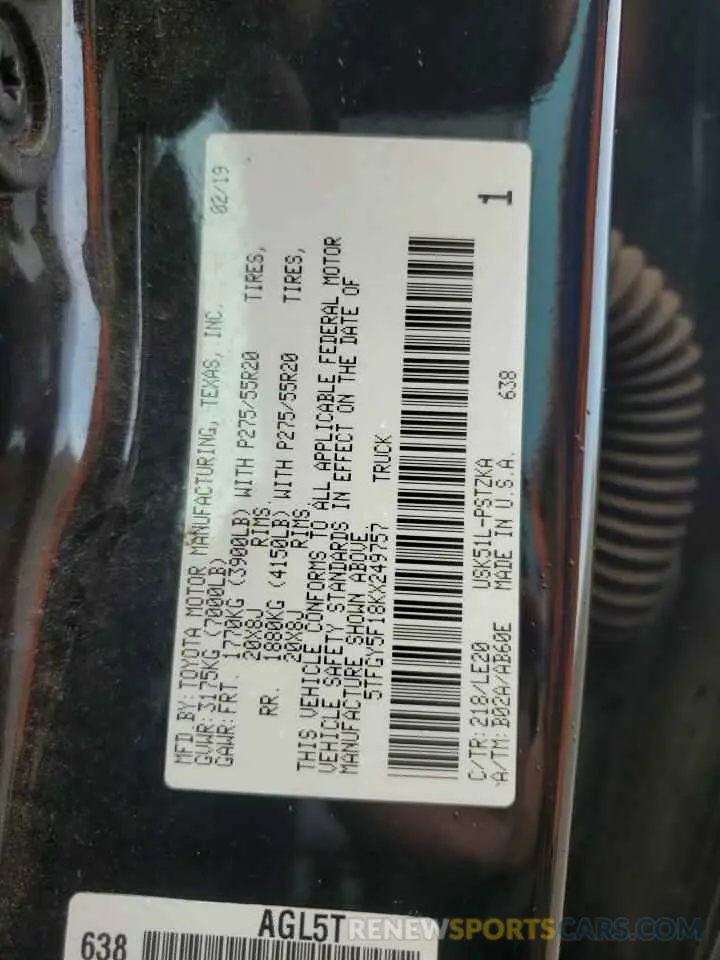 MFD.BY:TOYOTA MOTOR MANUFACTURING, TEXAS, INC. 02/19
GVWR:3175KG (7000LB)
GAWR:FRT. 1770KG (3900LB) WITH P275/55R20 TIRES,
20X8J RIMS
RR. 1880KG (4150LB) WITH P275/55R20 TIRES,
20X8J RIMS
THIS VEHICLE CONFORMS TO ALL APPLICABLE FEDERAL MOTOR
VEHICLE SAFETY STANDARDS IN EFFECT ON THE DATE OF
MANUFACTURE SHOWN ABOVE.
5TFGY5F18KX249757 TRUCK
C/TR:218/LE20 USK51L-PSTZKA
A/TM:B02A/AB60E MADE IN U.S.A. 638
1
AGL5T
638
RENEWSPORTSCARS.COM